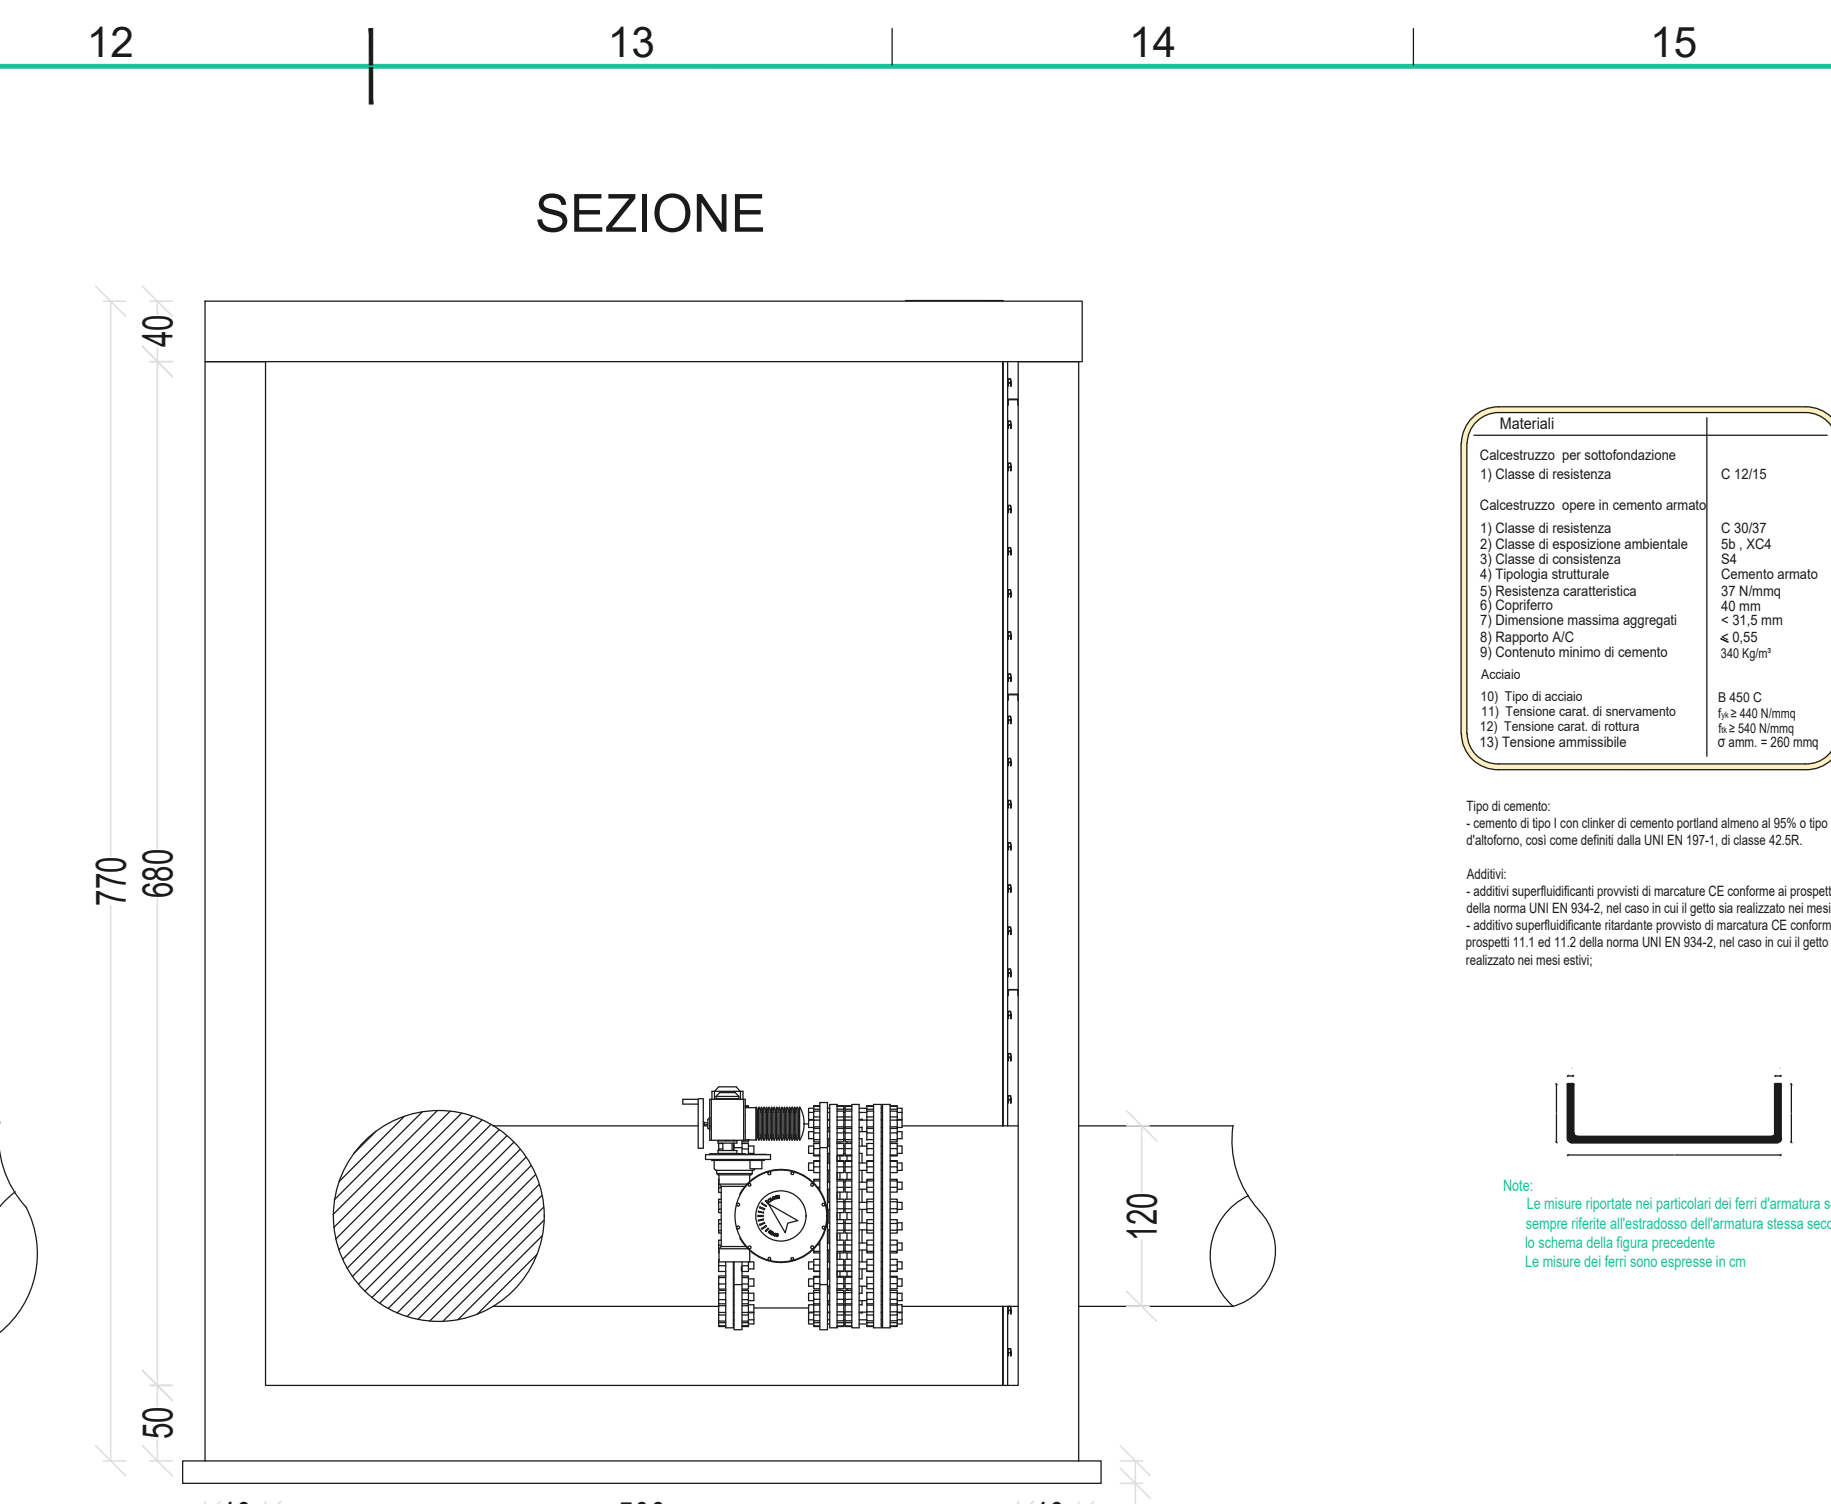 12 13 14 15
SEZIONE
40
770
680
50
120
Materiali
Calcestruzzo per sottofondazione
1) Classe di resistenza C 12/15
Calcestruzzo opere in cemento armato
1) Classe di resistenza C 30/37
2) Classe di esposizione ambientale 5b , XC4
3) Classe di consistenza S4
4) Tipologia strutturale Cemento armato
5) Resistenza caratteristica 37 N/mmq
6) Copriferro 40 mm
7) Dimensione massima aggregati < 31,5 mm
8) Rapporto A/C ⩽ 0,55
9) Contenuto minimo di cemento 340 Kg/m³
Acciaio
10) Tipo di acciaio B 450 C
11) Tensione carat. di snervamento fyk ≥ 440 N/mmq
12) Tensione carat. di rottura ftk ≥ 540 N/mmq
13) Tensione ammissibile σ amm. = 260 mmq
Tipo di cemento:
- cemento di tipo I con clinker di cemento portland almeno al 95% o tipo
d'altoforno, così come definiti dalla UNI EN 197-1, di classe 42.5R.
Additivi:
- additivi superfluidificanti provvisti di marcature CE conforme ai prospett
della norma UNI EN 934-2, nel caso in cui il getto sia realizzato nei mesi
- additivo superfluidificante ritardante provvisto di marcatura CE conform
prospetti 11.1 ed 11.2 della norma UNI EN 934-2, nel caso in cui il getto
realizzato nei mesi estivi;
Note:
Le misure riportate nei particolari dei ferri d'armatura s
sempre riferite all'estradosso dell'armatura stessa seco
lo schema della figura precedente
Le misure dei ferri sono espresse in cm